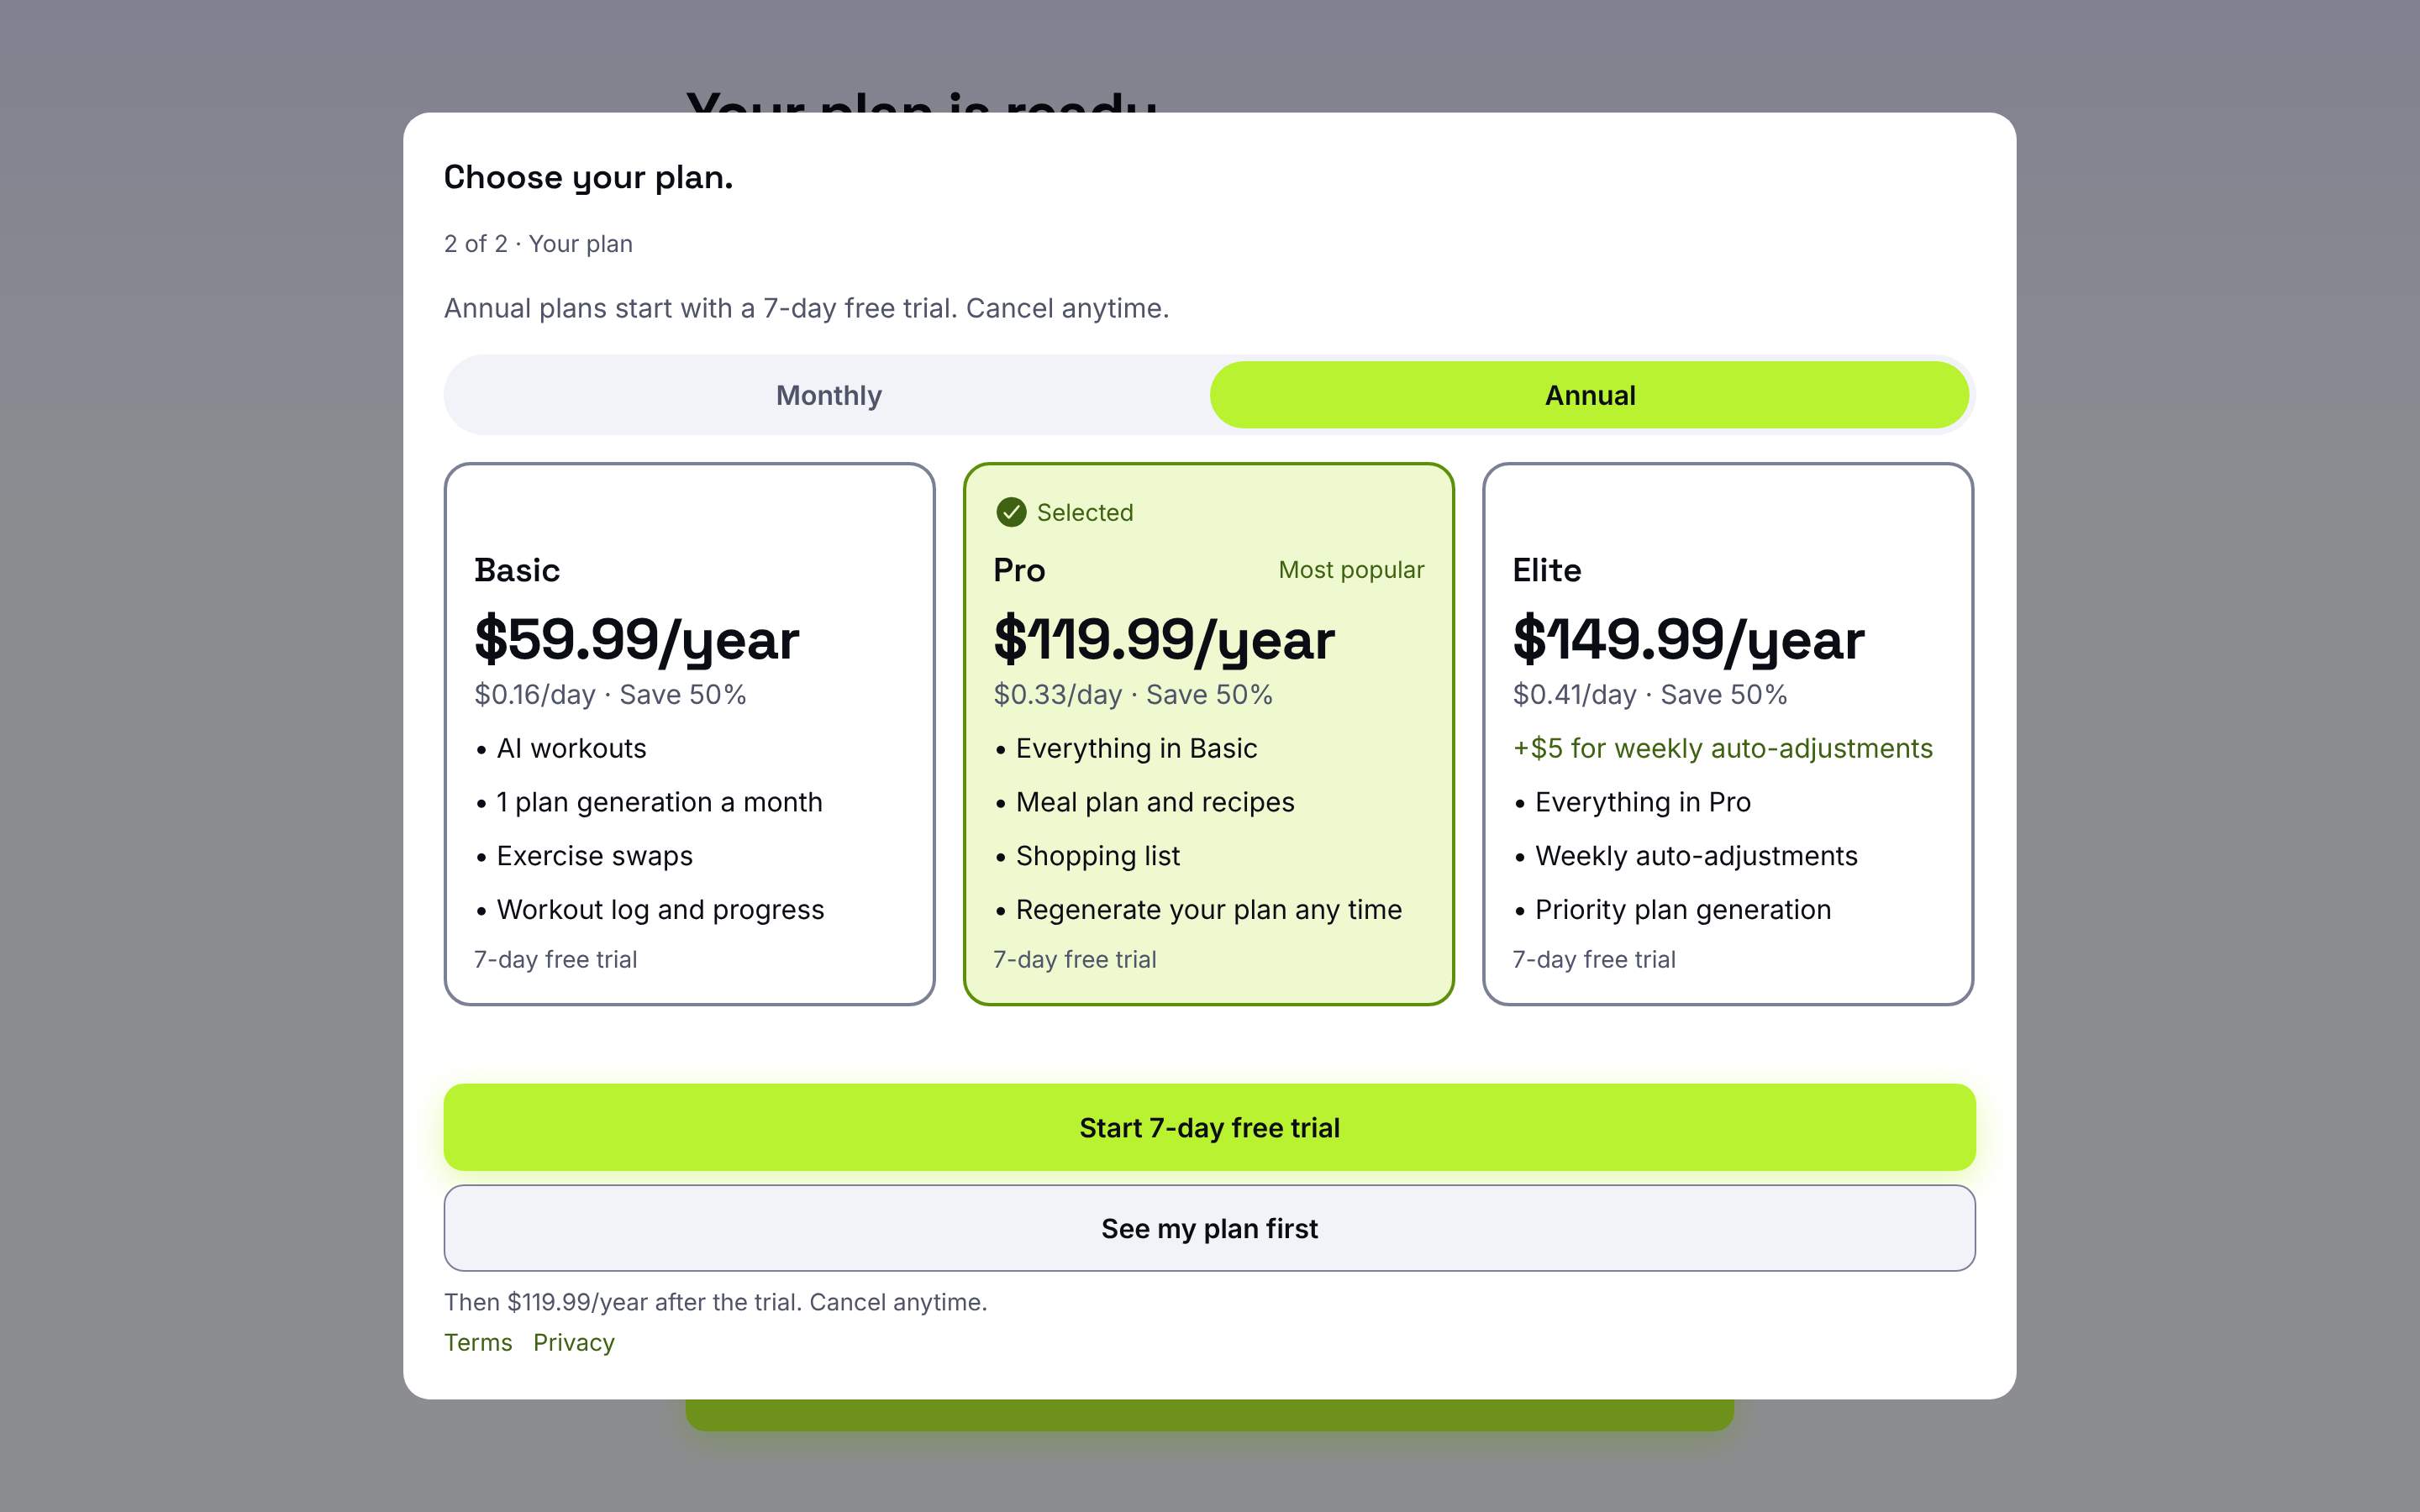 Your plan is ready
Choose your plan.
2 of 2 · Your plan
Annual plans start with a 7-day free trial. Cancel anytime.
Monthly
Annual
Basic
$59.99/year
$0.16/day · Save 50%
• AI workouts
• 1 plan generation a month
• Exercise swaps
• Workout log and progress
7-day free trial
Selected
Pro
Most popular
$119.99/year
$0.33/day · Save 50%
• Everything in Basic
• Meal plan and recipes
• Shopping list
• Regenerate your plan any time
7-day free trial
Elite
$149.99/year
$0.41/day · Save 50%
+$5 for weekly auto-adjustments
• Everything in Pro
• Weekly auto-adjustments
• Priority plan generation
7-day free trial
Start 7-day free trial
See my plan first
Then $119.99/year after the trial. Cancel anytime.
Terms Privacy